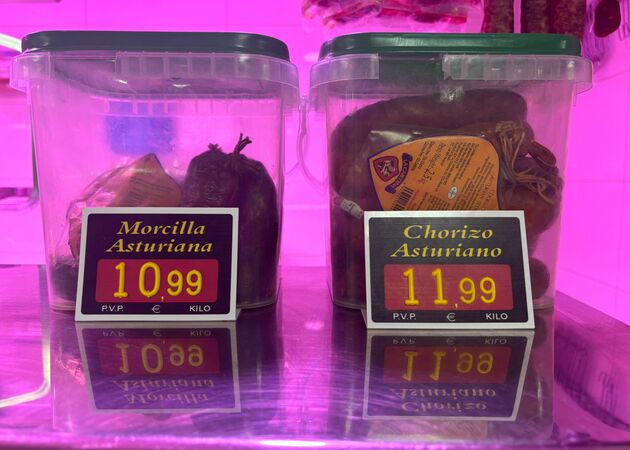 Morcilla
Asturiana
10,99
P.V.P. € KILO
Chorizo
Asturiano
11,99
P.V.P. € KILO